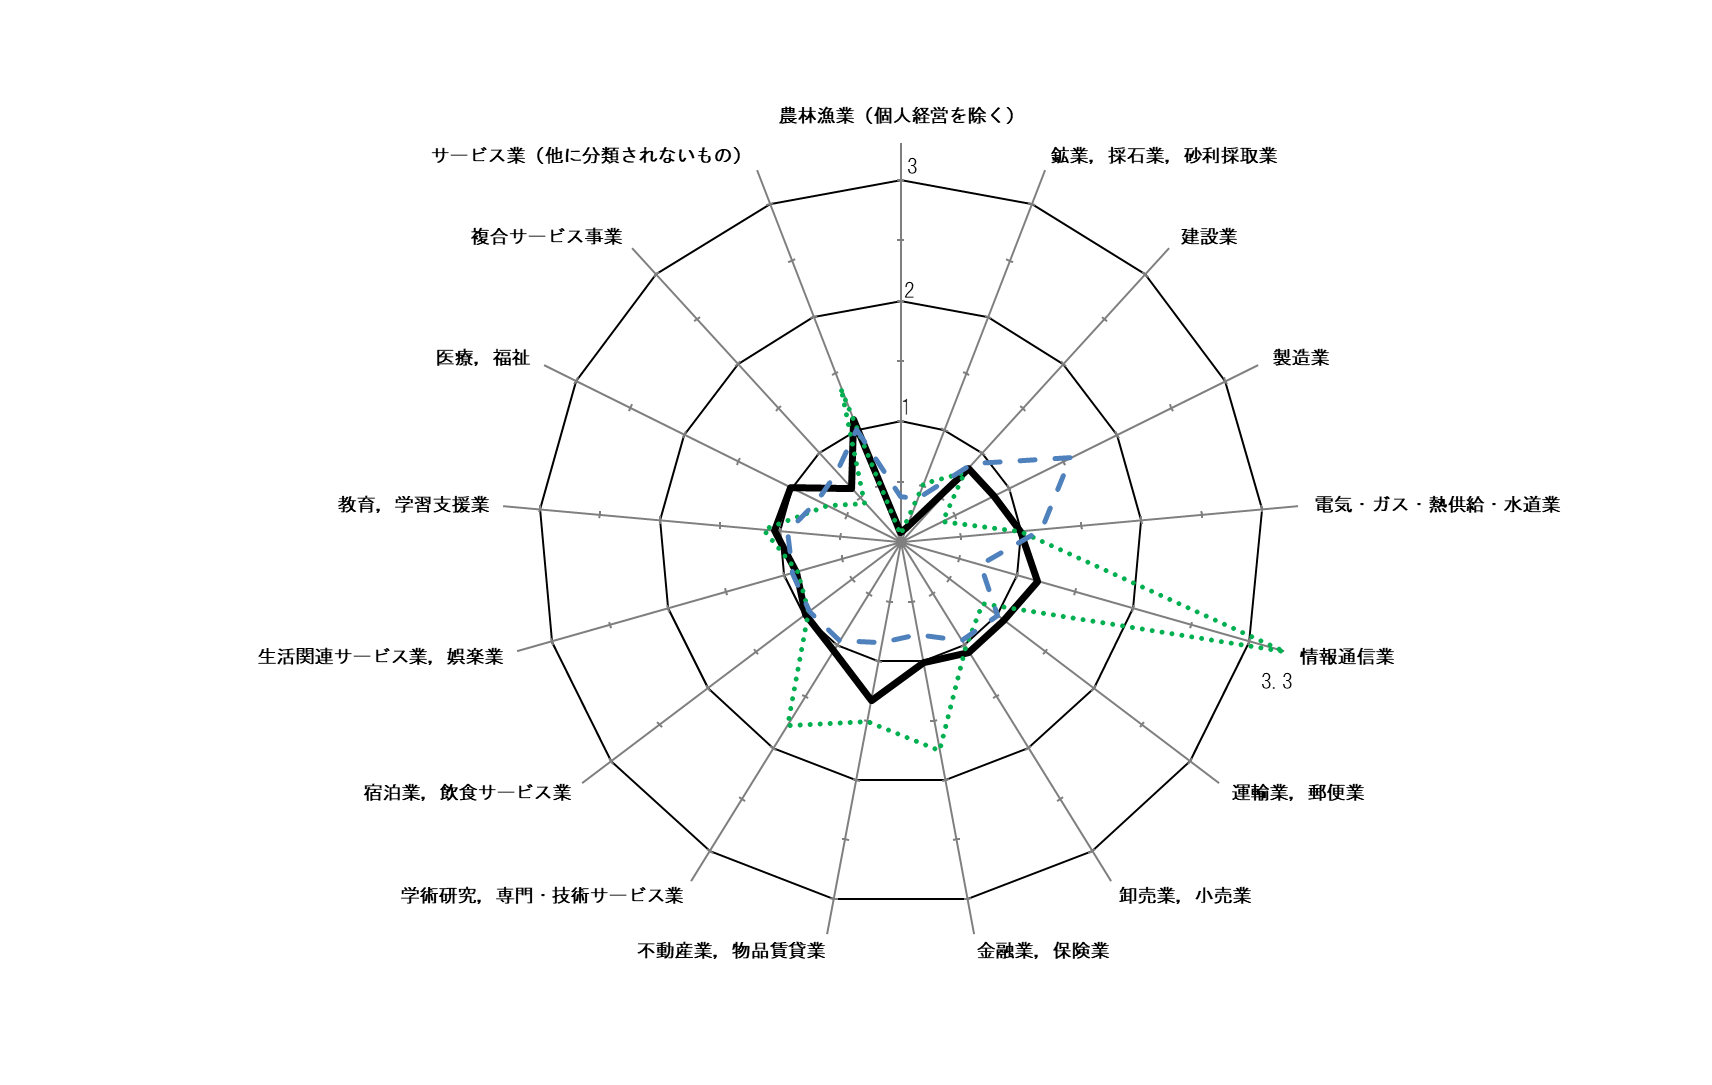 農林漁業（個人経営を除く）
サービス業（他に分類されないもの）
鉱業，採石業，砂利採取業
3
複合サービス事業
建設業
2
医療，福祉
製造業
1
教育，学習支援業
電気・ガス・熱供給・水道業
生活関連サービス業，娯楽業
情報通信業
3.3
宿泊業，飲食サービス業
運輸業，郵便業
学術研究，専門・技術サービス業
卸売業，小売業
不動産業，物品賃貸業
金融業，保険業